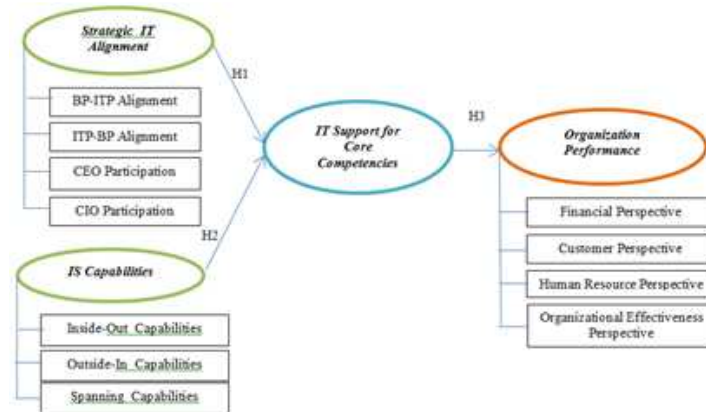 Strategic IT
Alignment
H1
BP-ITP Alignment
ITP-BP Alignment
CEO Participation
CIO Participation
H2
IS Capabilities
Inside-Out Capabilities
Outside-In Capabilities
Spanning Capabilities
IT Support for
Core
Competencies
H3
Organization
Performance
Financial Perspective
Customer Perspective
Human Resource Perspective
Organizational Effectiveness
Perspective